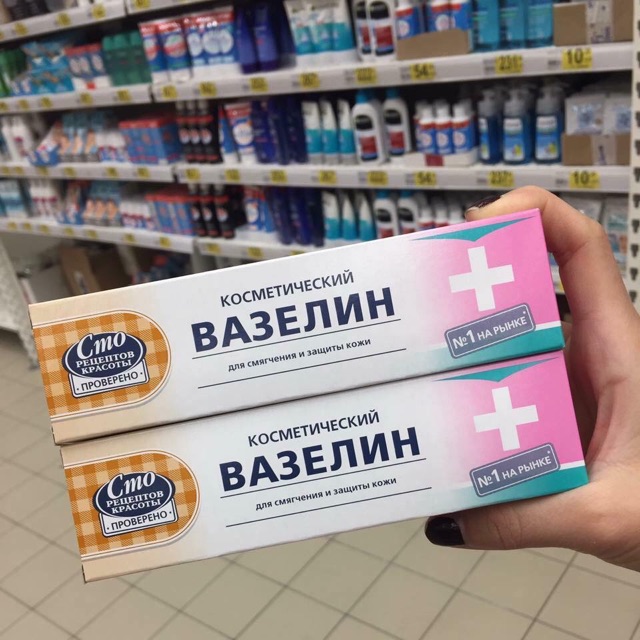 КОСМЕТИЧЕСКИЙ
ВАЗЕЛИН
для смягчения и защиты кожи
Сто
РЕЦЕПТОВ
КРАСОТЫ
• ПРОВЕРЕНО •
№1 НА РЫНКЕ
КОСМЕТИЧЕСКИЙ
ВАЗЕЛИН
для смягчения и защиты кожи
Сто
РЕЦЕПТОВ
КРАСОТЫ
• ПРОВЕРЕНО •
№1 НА РЫНКЕ